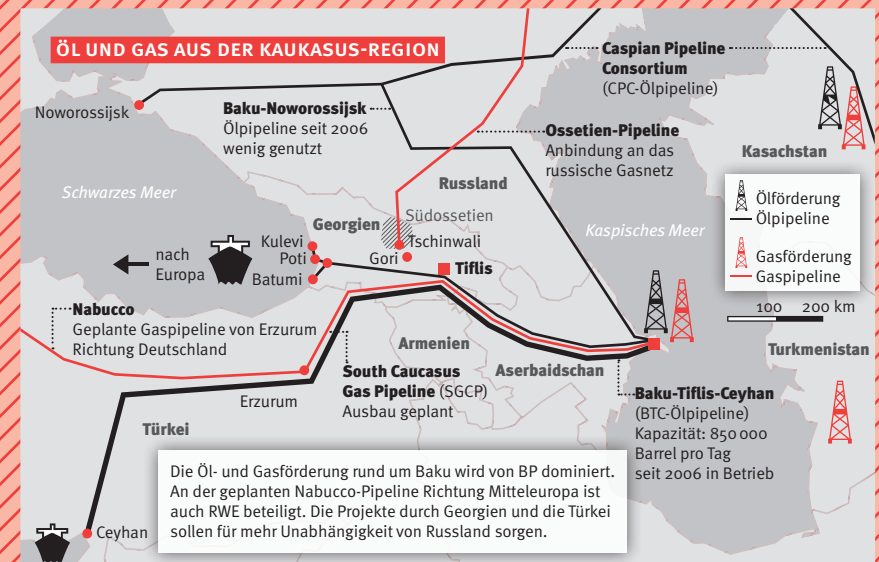 ÖL UND GAS AUS DER KAUKASUS-REGION
Caspian Pipeline
Consortium
(CPC-Ölpipeline)
Noworossijsk
Baku-Noworossijsk
Ölpipeline seit 2006
wenig genutzt
Ossetien-Pipeline
Anbindung an das
russische Gasnetz
Kasachstan
Schwarzes Meer
Russland
Ölförderung
Ölpipeline
Gasförderung
Gaspipeline
Georgien
Südossetien
Kaspisches Meer
Kulevi
Poti
Batumi
Tschinwali
Gori
Tiflis
nach
Europa
100 200 km
Nabucco
Geplante Gaspipeline von Erzurum
Richtung Deutschland
Armenien
Aserbaidschan
Turkmenistan
South Caucasus
Gas Pipeline (SGCP)
Ausbau geplant
Erzurum
Baku-Tiflis-Ceyhan
(BTC-Ölpipeline)
Kapazität: 850 000
Barrel pro Tag
seit 2006 in Betrieb
Türkei
Die Öl- und Gasförderung rund um Baku wird von BP dominiert.
An der geplanten Nabucco-Pipeline Richtung Mitteleuropa ist
auch RWE beteiligt. Die Projekte durch Georgien und die Türkei
sollen für mehr Unabhängigkeit von Russland sorgen.
Ceyhan